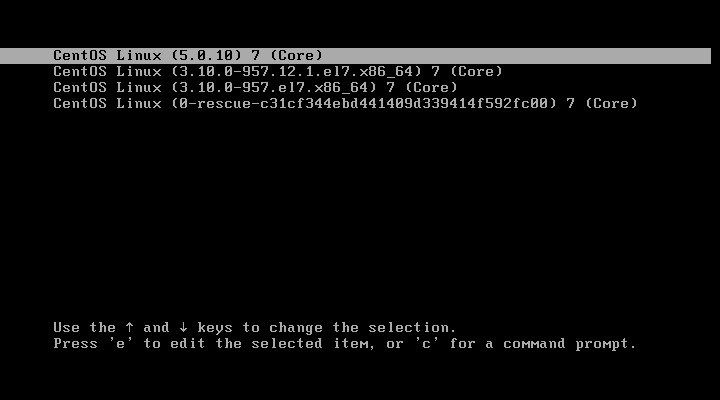 CentOS Linux (5.0.10) 7 (Core)
CentOS Linux (3.10.0-957.12.1.el7.x86_64) 7 (Core)
CentOS Linux (3.10.0-957.el7.x86_64) 7 (Core)
CentOS Linux (0-rescue-c31cf344ebd441409d339414f592fc00) 7 (Core)
Use the ↑ and ↓ keys to change the selection.
Press 'e' to edit the selected item, or 'c' for a command prompt.